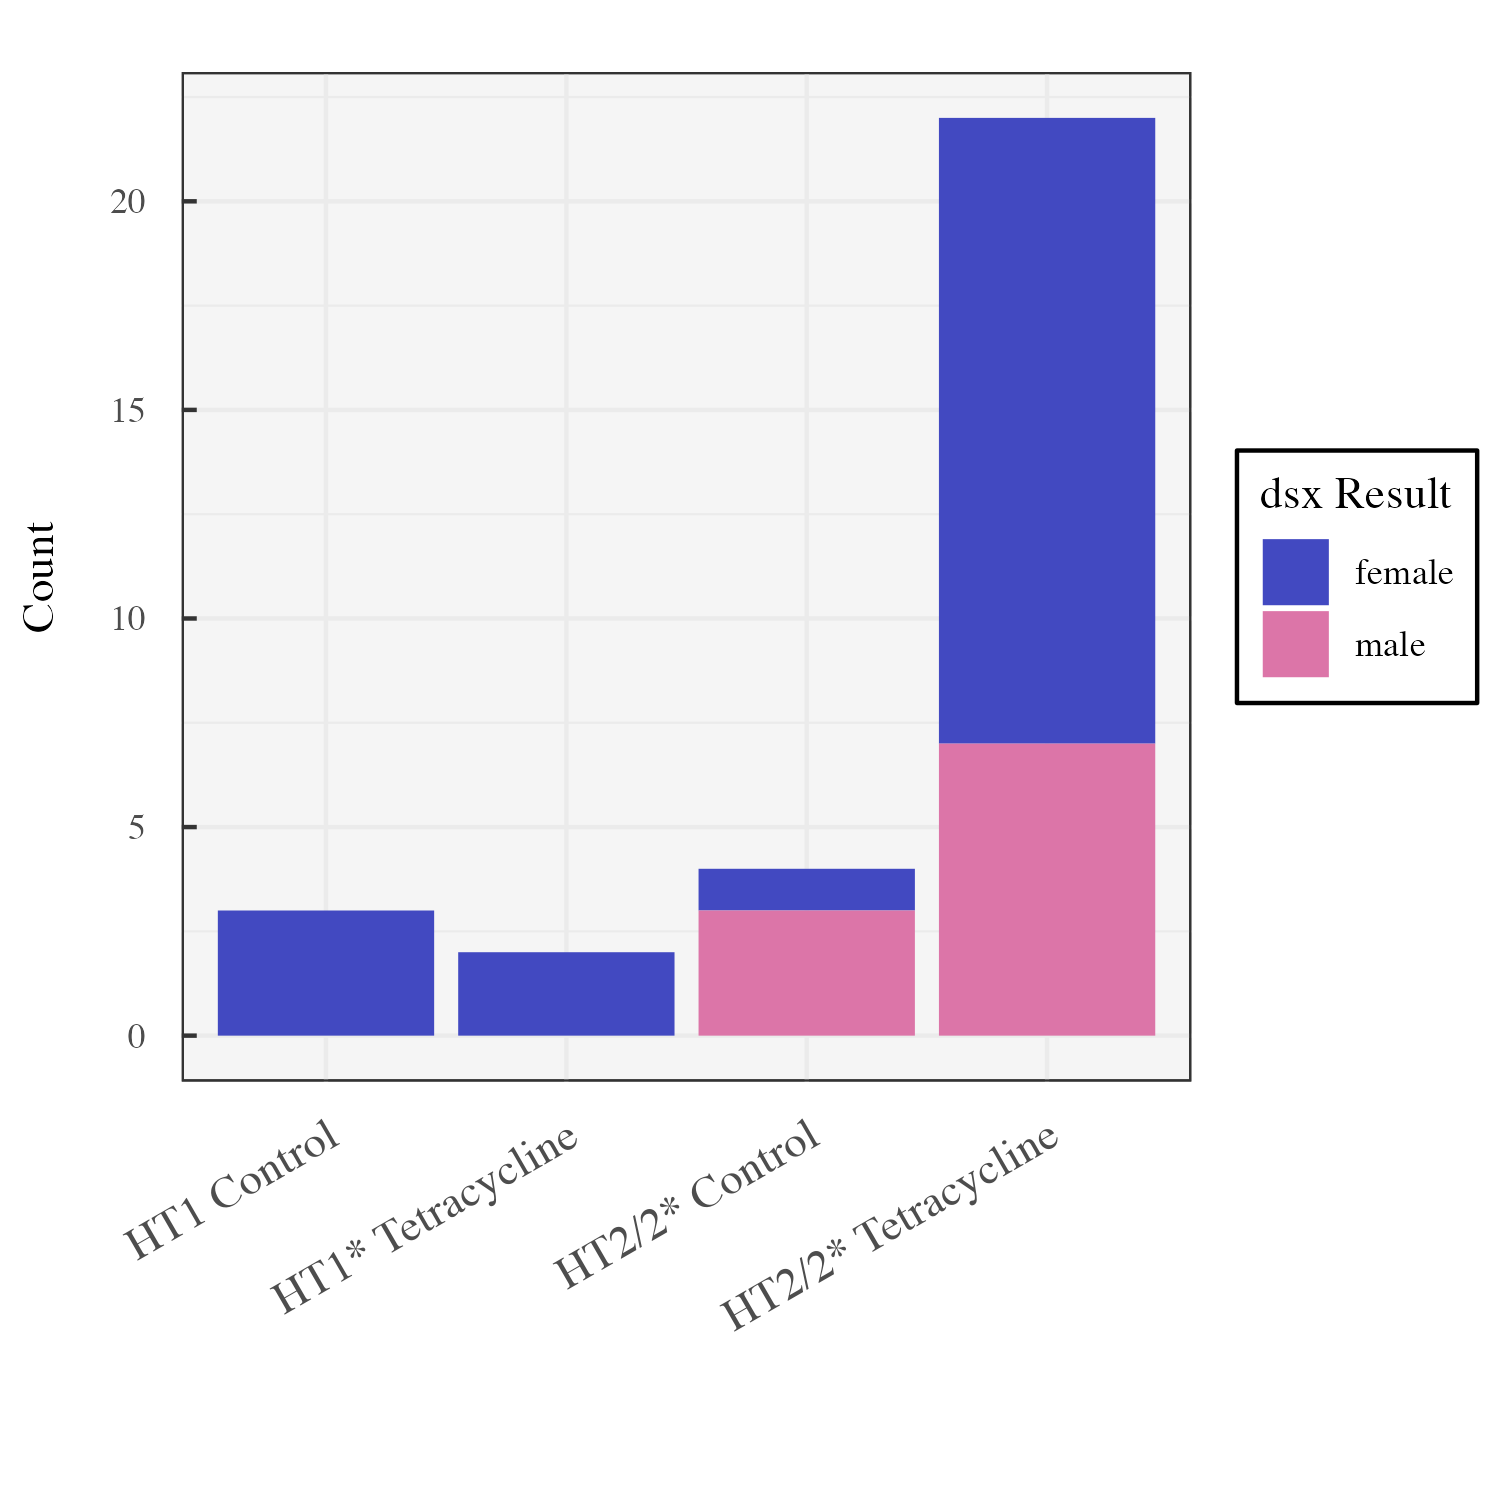 20
15
10
5
0
Count
HT1 Control
HT1* Tetracycline
HT2/2* Control
HT2/2* Tetracycline
dsx Result
female
male